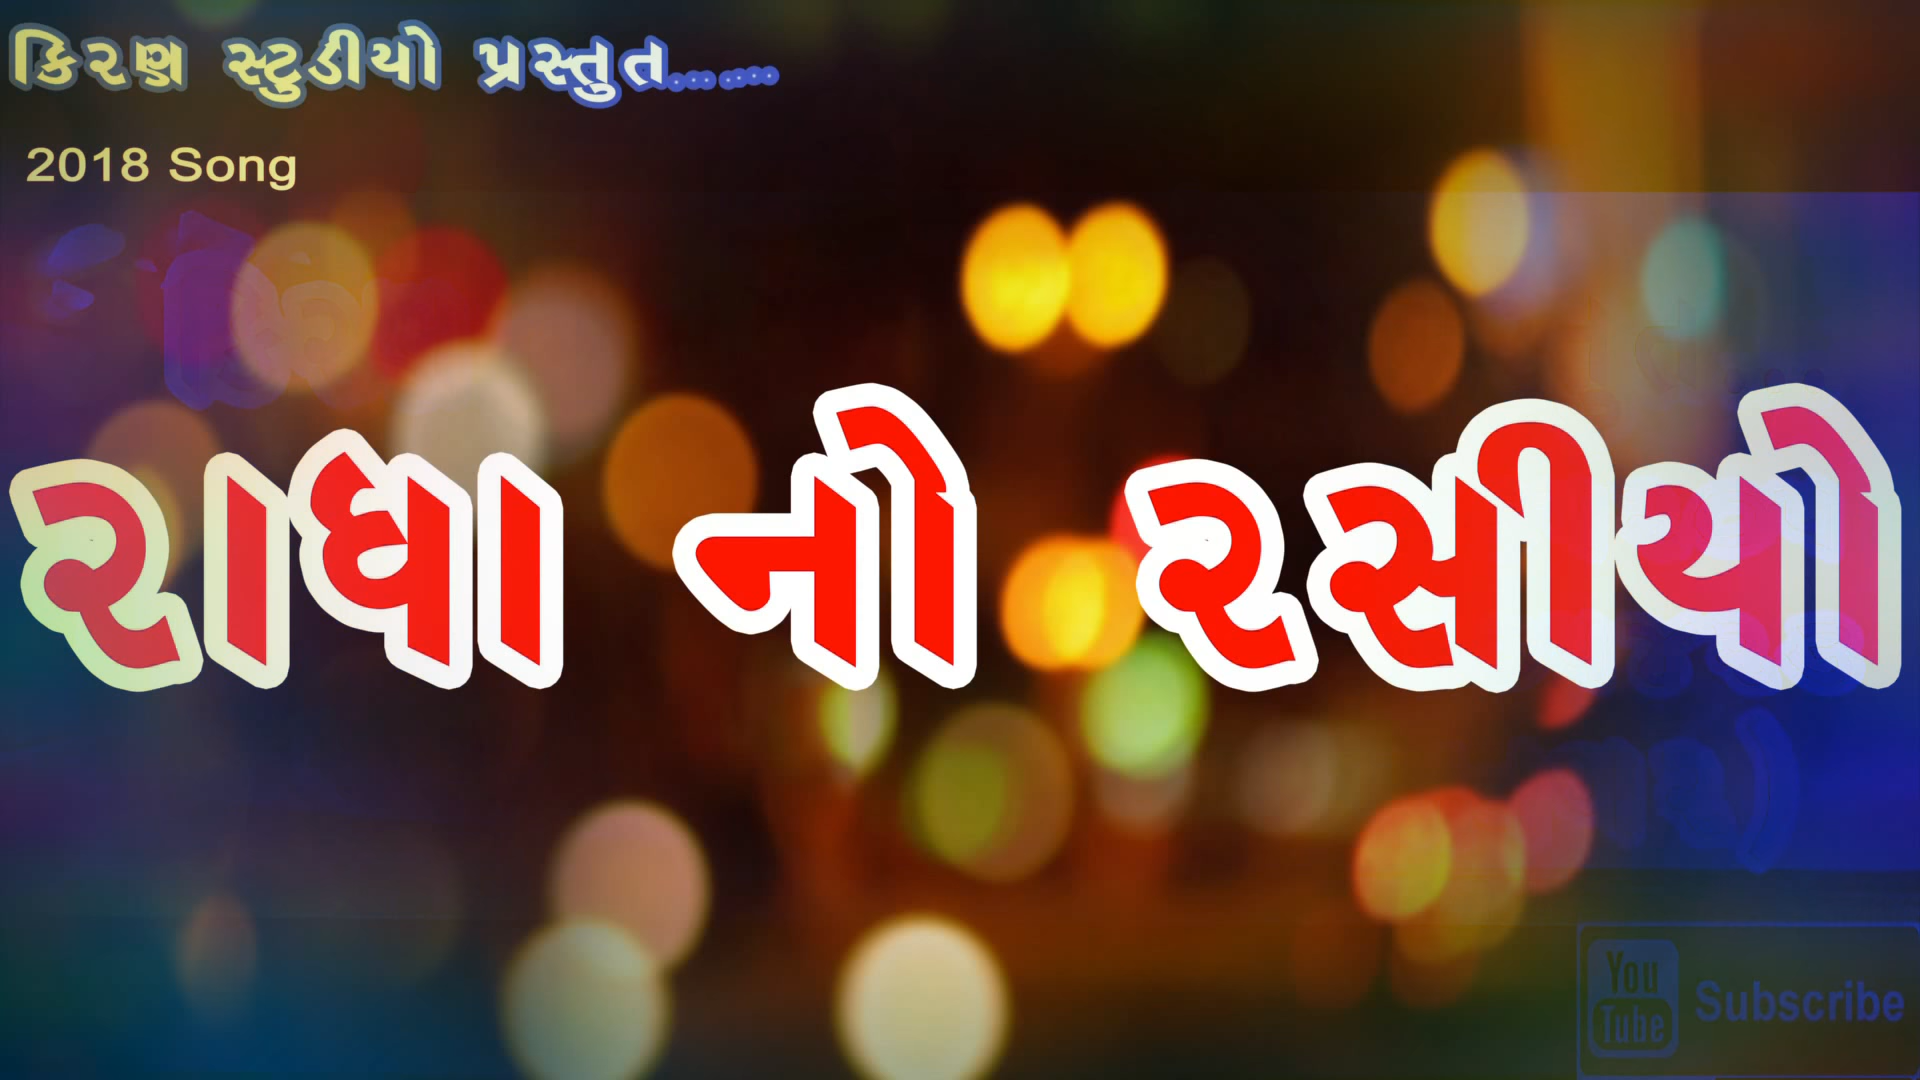 કિરણ સ્ટુડીયો પ્રસ્તુત......
2018 Song
રાધા નો રસીયો
You
Tube
Subscribe